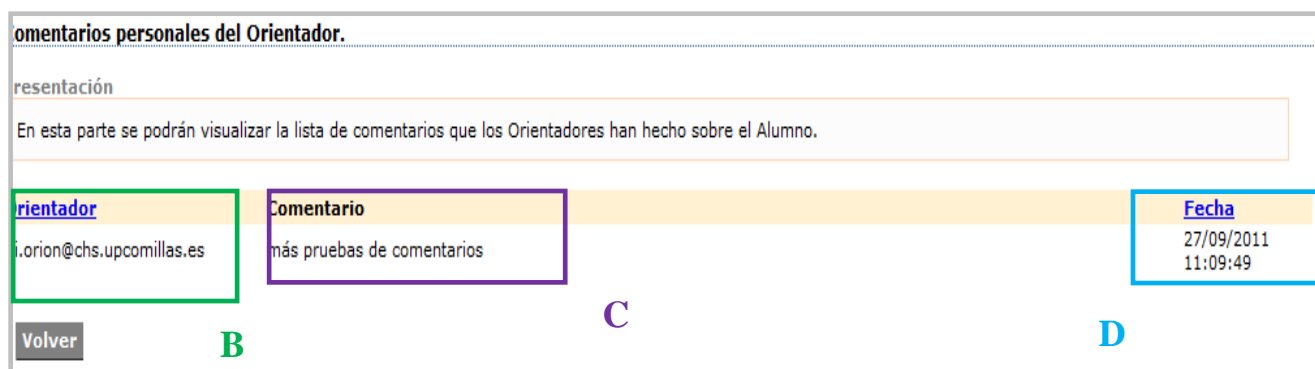 omentarios personales del Orientador.
resentación
En esta parte se podrán visualizar la lista de comentarios que los Orientadores han hecho sobre el Alumno.
rientador Comentario Fecha
i.orion@chs.upcomillas.es más pruebas de comentarios 27/09/2011
11:09:49
C
Volver B D